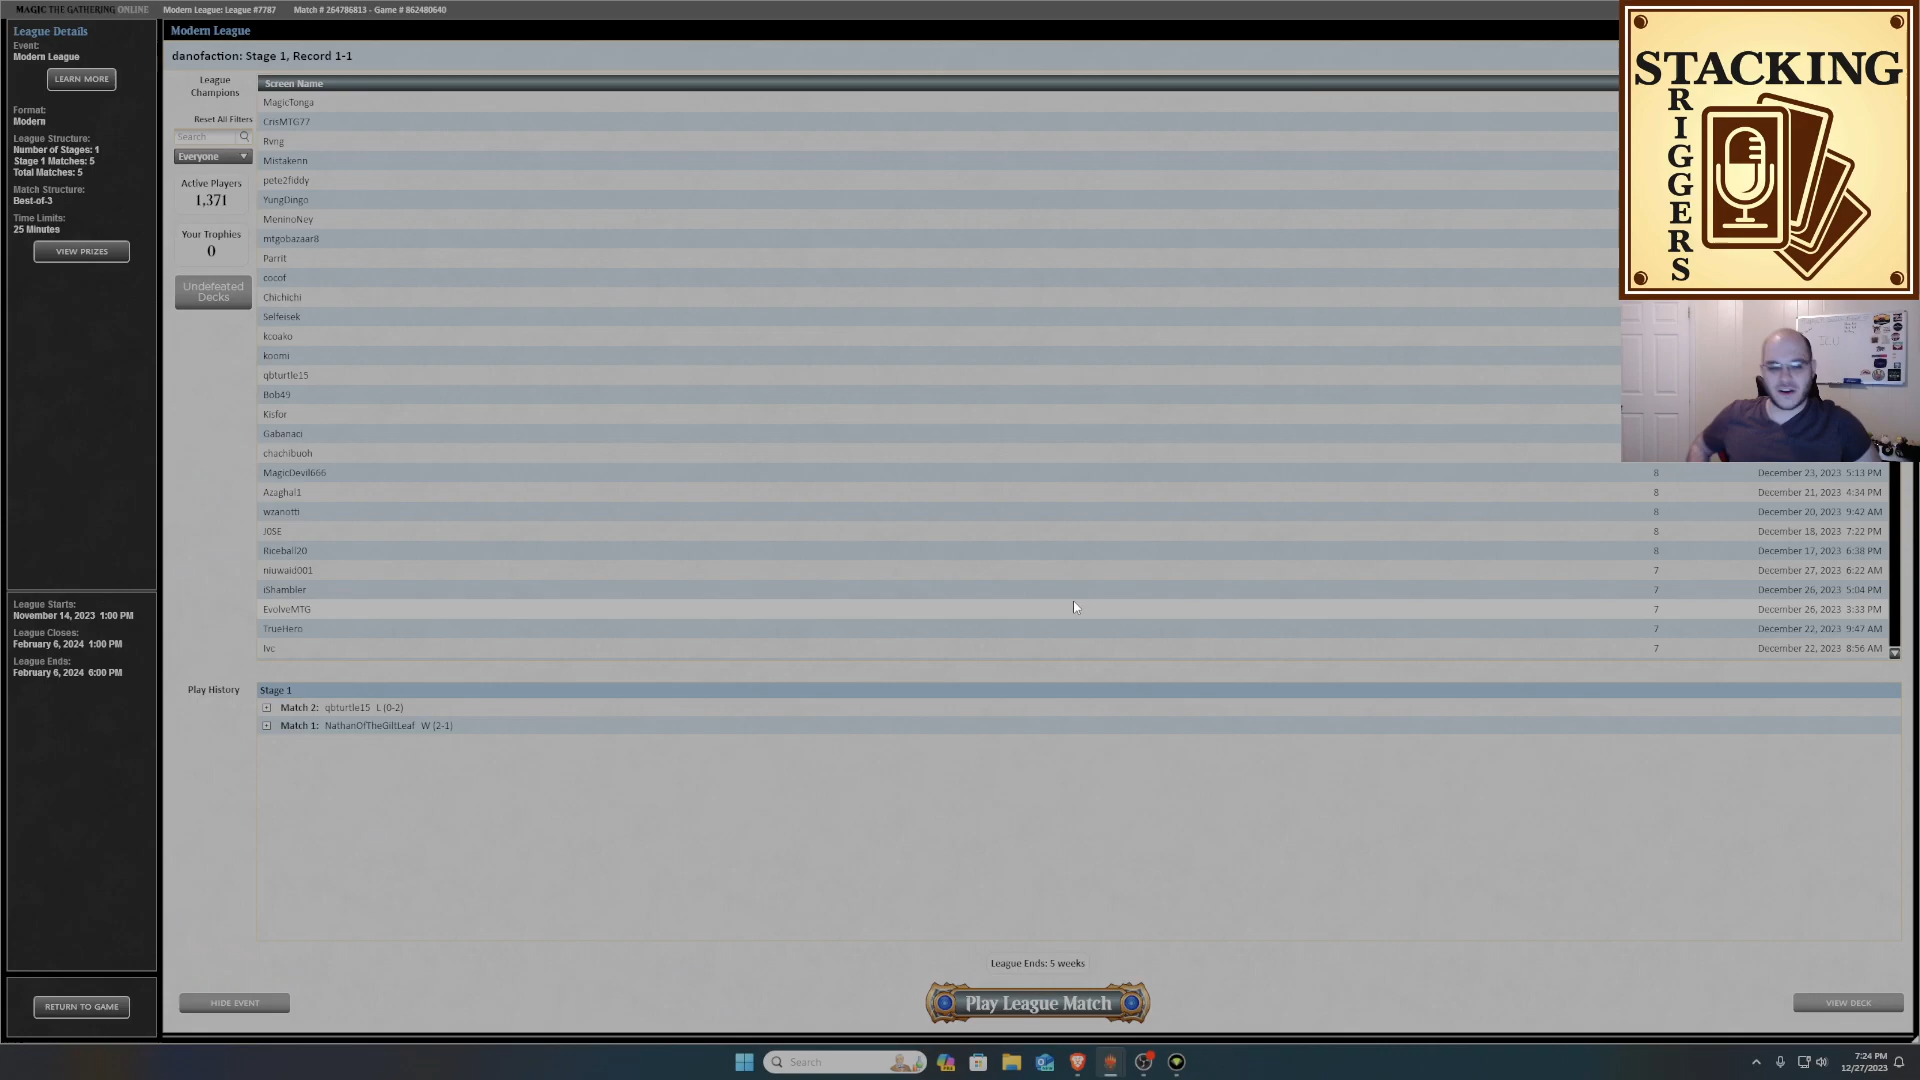 MAGIC THE GATHERING ONLINE
Modern League: League #7787
Match # 264786813 - Game # 862480640
League Details
Event:
Modern League
LEARN MORE
Format:
Modern
League Structure:
Number of Stages: 1
Stage 1 Matches: 5
Total Matches: 5
Match Structure:
Best-of-3
Time Limits:
25 Minutes
VIEW PRIZES
League Starts:
November 14, 2023 1:00 PM
League Closes:
February 6, 2024 1:00 PM
League Ends:
February 6, 2024 6:00 PM
RETURN TO GAME
Modern League
danofaction: Stage 1, Record 1-1
League
Champions
Reset All Filters
Search
Everyone
Active Players
1,371
Your Trophies
0
Undefeated
Decks
Screen Name
MagicTonga
CrisMTG77
Rvng
Mistakenn
pete2fiddy
YungDingo
MeninoNey
mtgobazaar8
Parrit
cocof
Chichichi
Selfeisek
kcoako
koomi
qbturtle15
Bob49
Kisfor
Gabanaci
chachibuoh
MagicDevil666 8 December 23, 2023 5:13 PM
Azaghal1 8 December 21, 2023 4:34 PM
wzanotti 8 December 20, 2023 9:42 AM
J0SE 8 December 18, 2023 7:22 PM
Riceball20 8 December 17, 2023 6:38 PM
niuwaid001 7 December 27, 2023 6:22 AM
iShambler 7 December 26, 2023 5:04 PM
EvolveMTG 7 December 26, 2023 3:33 PM
TrueHero 7 December 22, 2023 9:47 AM
lvc 7 December 22, 2023 8:56 AM
Play History
Stage 1
Match 2: qbturtle15 L (0-2)
Match 1: NathanOfTheGiltLeaf W (2-1)
League Ends: 5 weeks
HIDE EVENT
Play League Match
VIEW DECK
STACKING
TRIGGERS
Search
7:24 PM
12/27/2023